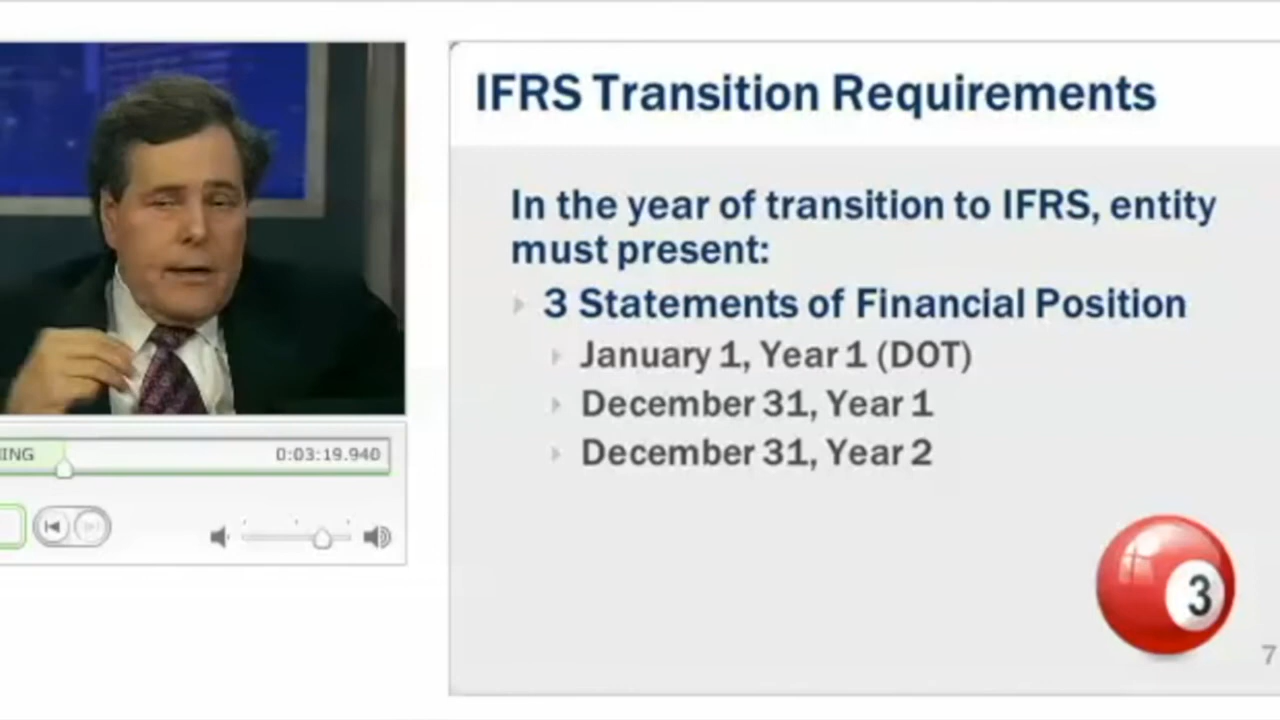 IFRS Transition Requirements
In the year of transition to IFRS, entity
must present:
3 Statements of Financial Position
January 1, Year 1 (DOT)
December 31, Year 1
December 31, Year 2
ING
0:03:19.940
3
7